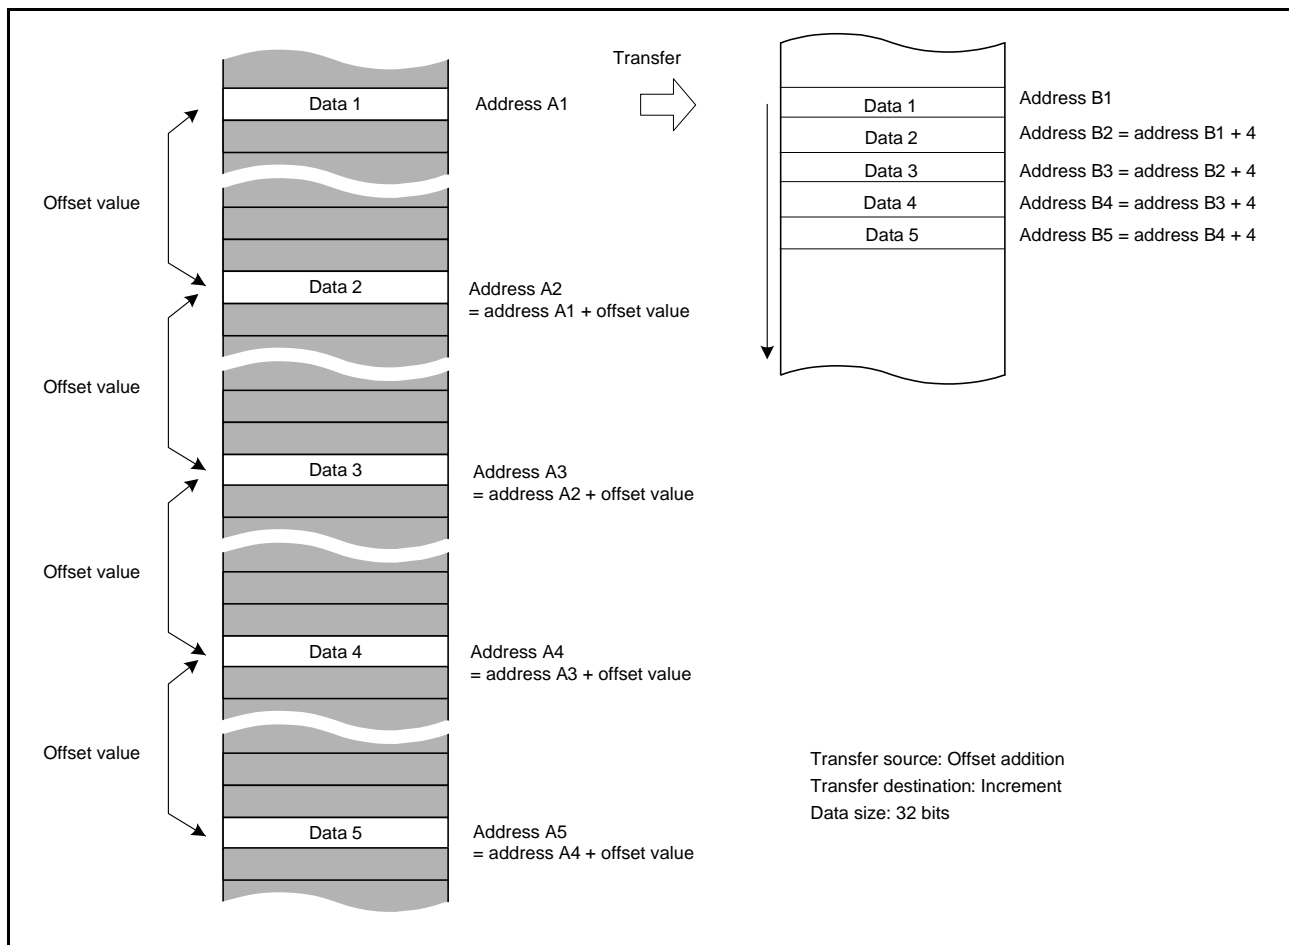 Transfer
Data 1
Address A1
Offset value
Data 2
Address A2
= address A1 + offset value
Offset value
Data 3
Address A3
= address A2 + offset value
Offset value
Data 4
Address A4
= address A3 + offset value
Offset value
Data 5
Address A5
= address A4 + offset value
Data 1
Address B1
Data 2
Address B2 = address B1 + 4
Data 3
Address B3 = address B2 + 4
Data 4
Address B4 = address B3 + 4
Data 5
Address B5 = address B4 + 4
Transfer source: Offset addition
Transfer destination: Increment
Data size: 32 bits